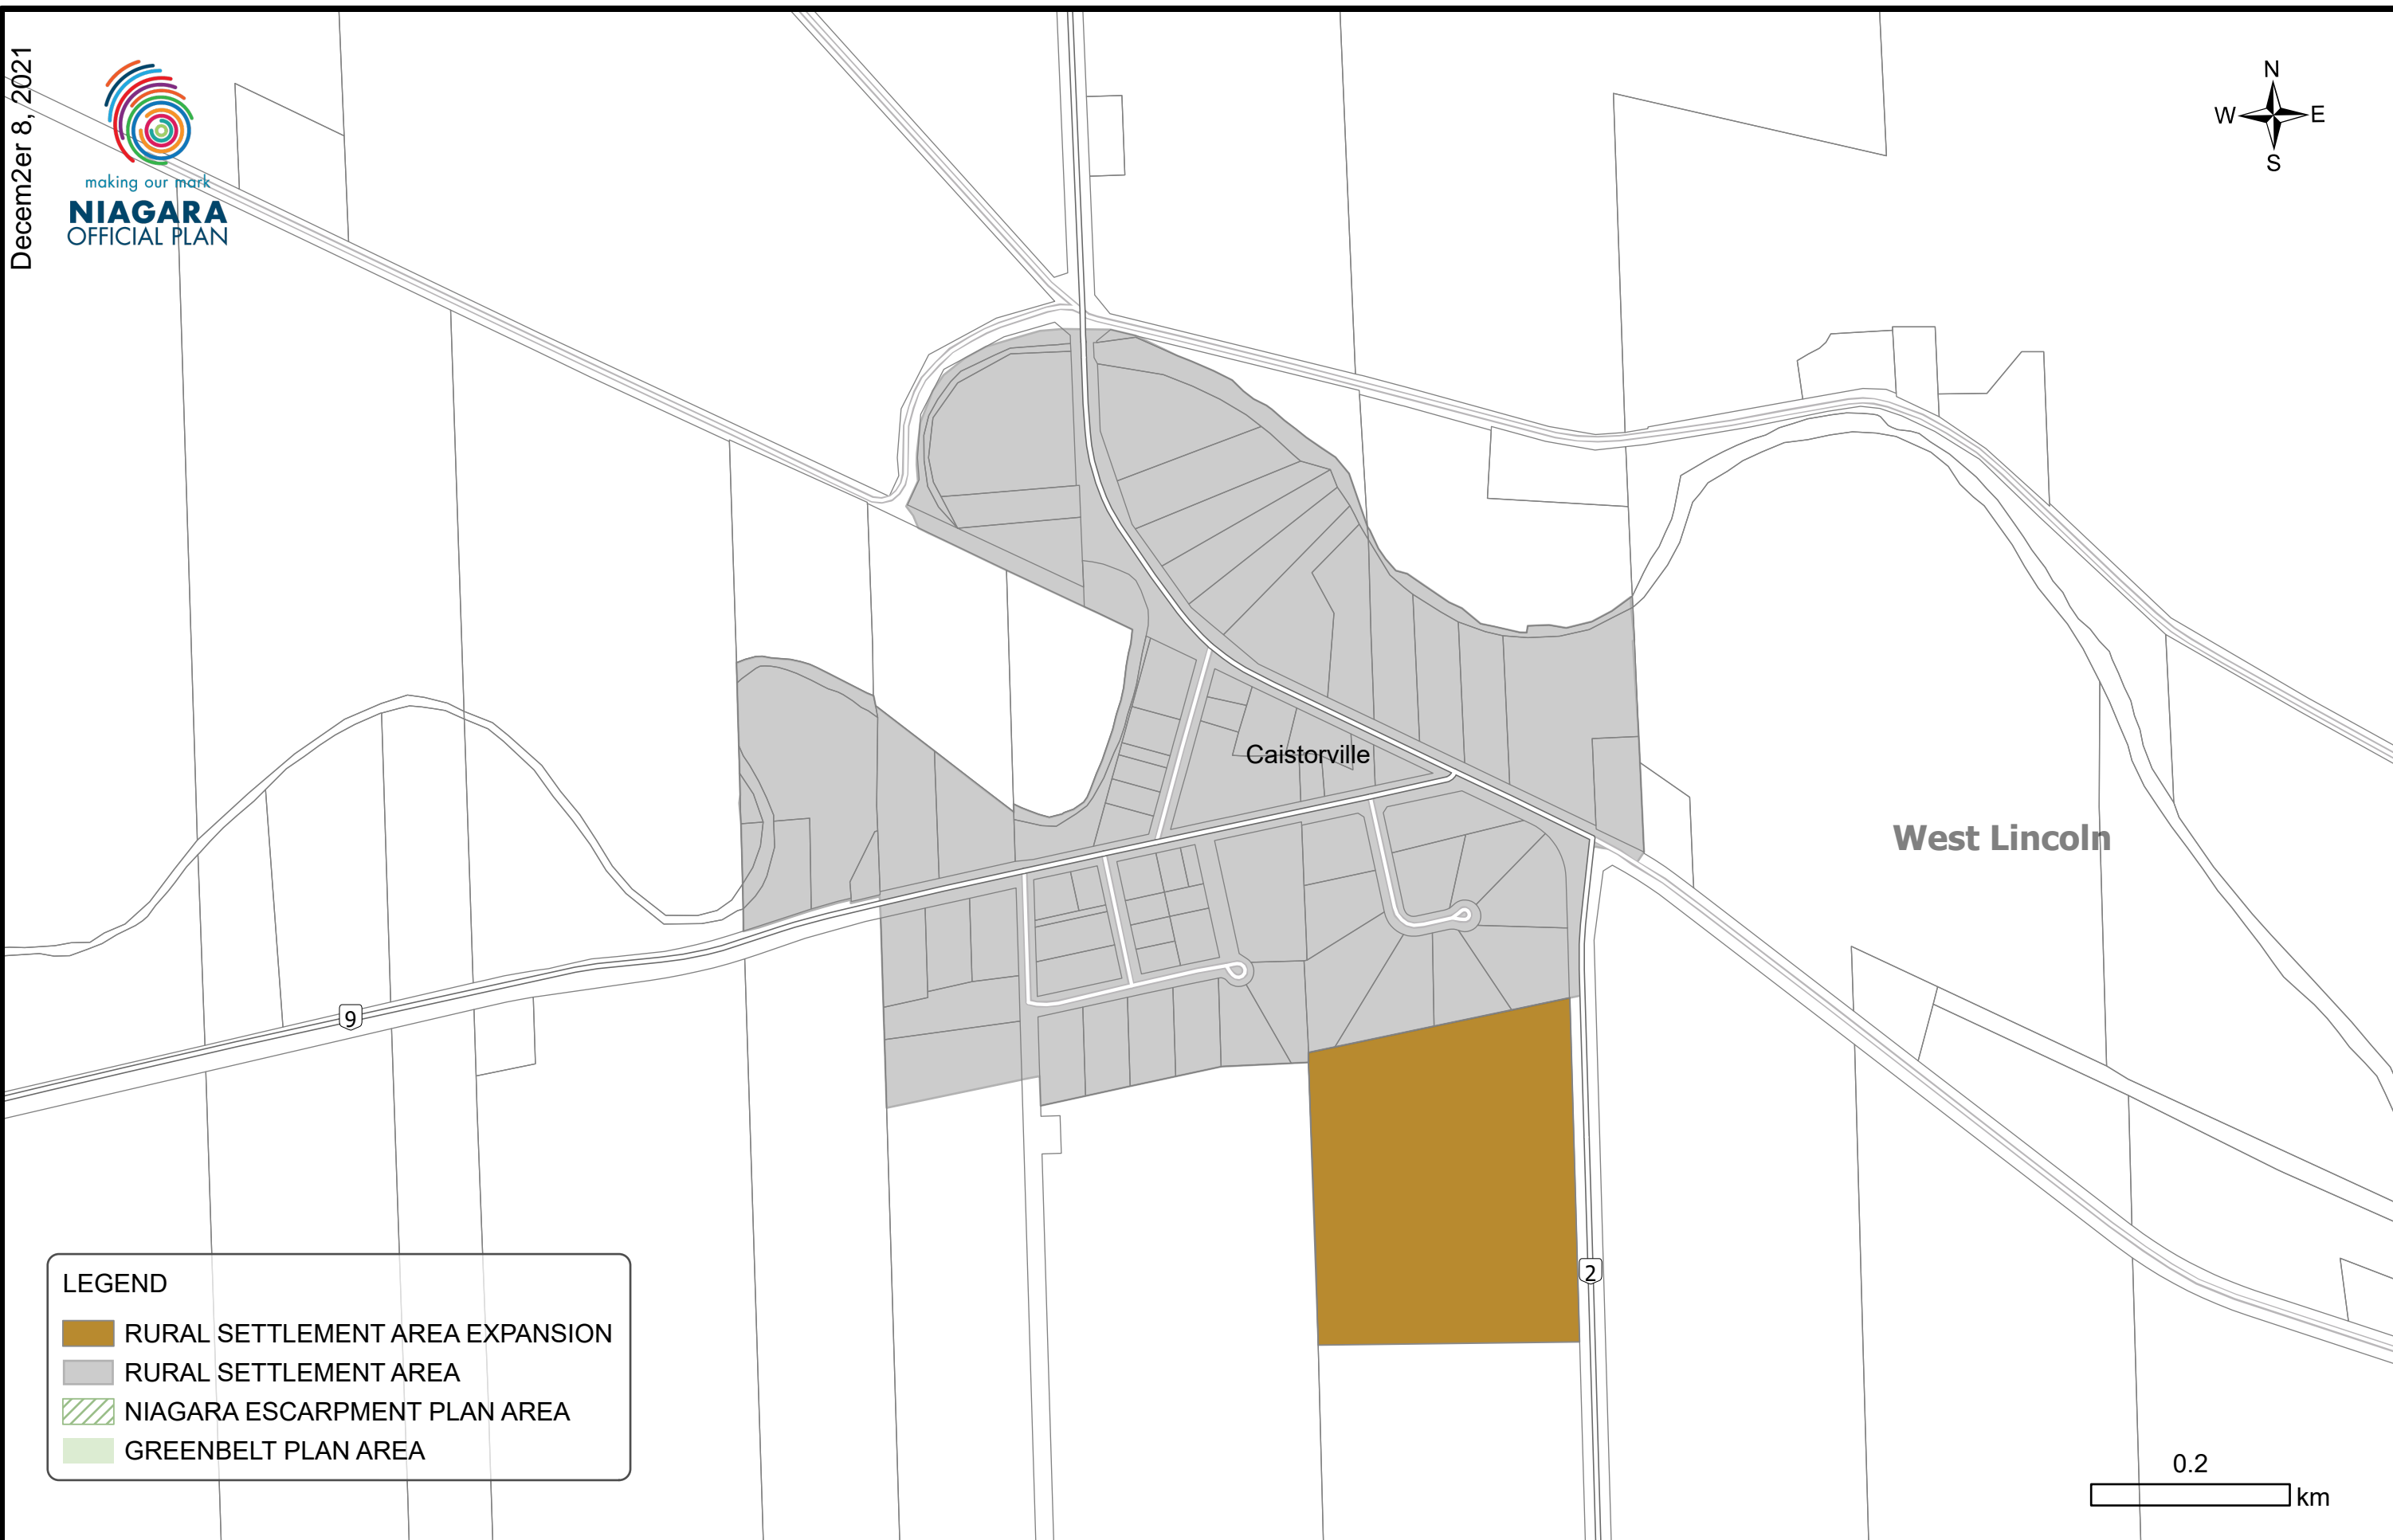 Decem2er 8, 2021
making our mark
NIAGARA
OFFICIAL PLAN
N
W E
S
Caistorville
West Lincoln
9
2
LEGEND
RURAL SETTLEMENT AREA EXPANSION
RURAL SETTLEMENT AREA
NIAGARA ESCARPMENT PLAN AREA
GREENBELT PLAN AREA
0.2
km